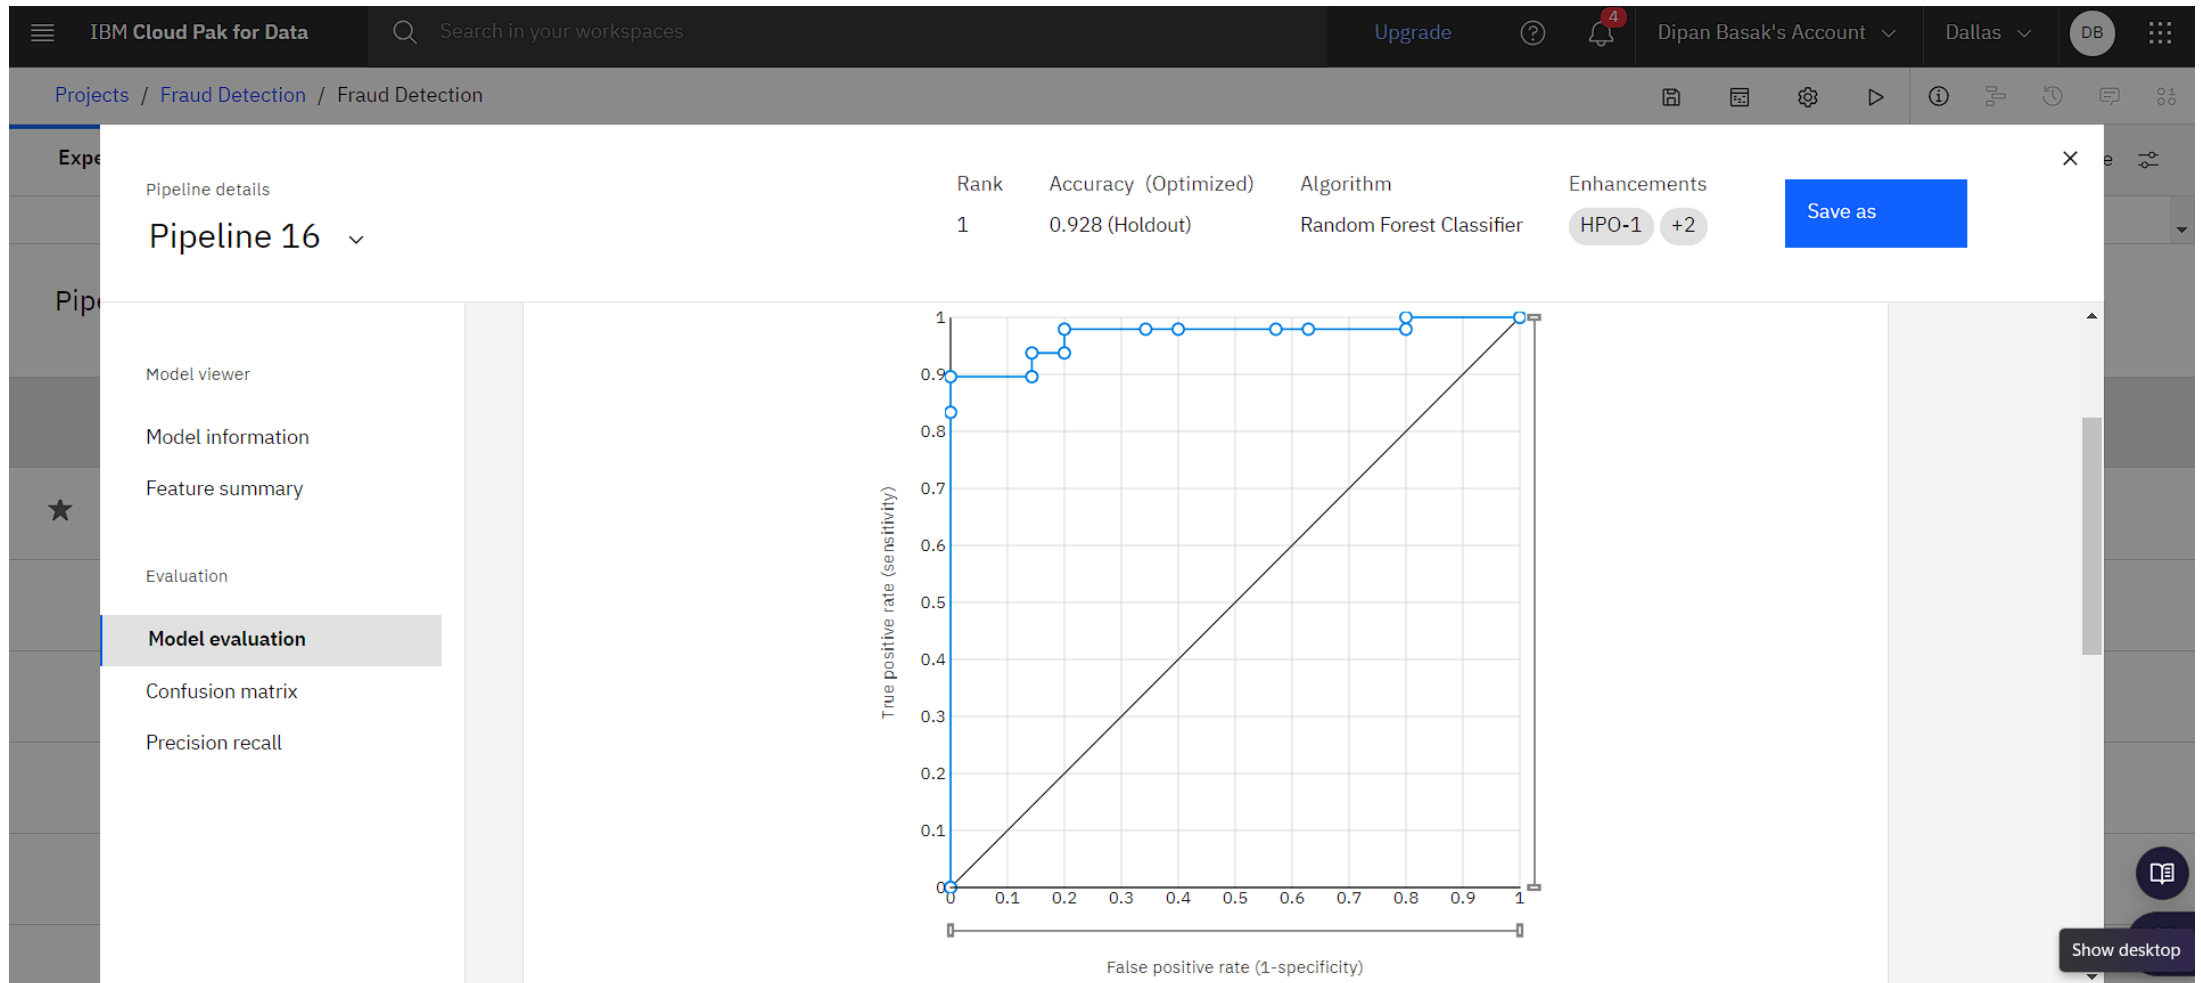 IBM Cloud Pak for Data
Search in your workspaces
Upgrade
4
Dipan Basak's Account
Dallas
DB
Projects / Fraud Detection / Fraud Detection
Expe
e
Pipeline details
Pipeline 16
Rank
1
Accuracy (Optimized)
0.928 (Holdout)
Algorithm
Random Forest Classifier
Enhancements
HPO-1 +2
Save as
Pipe
Model viewer
Model information
Feature summary
Evaluation
Model evaluation
Confusion matrix
Precision recall
True positive rate (sensitivity)
1
0.9
0.8
0.7
0.6
0.5
0.4
0.3
0.2
0.1
0
0 0.1 0.2 0.3 0.4 0.5 0.6 0.7 0.8 0.9 1
False positive rate (1-specificity)
Show desktop